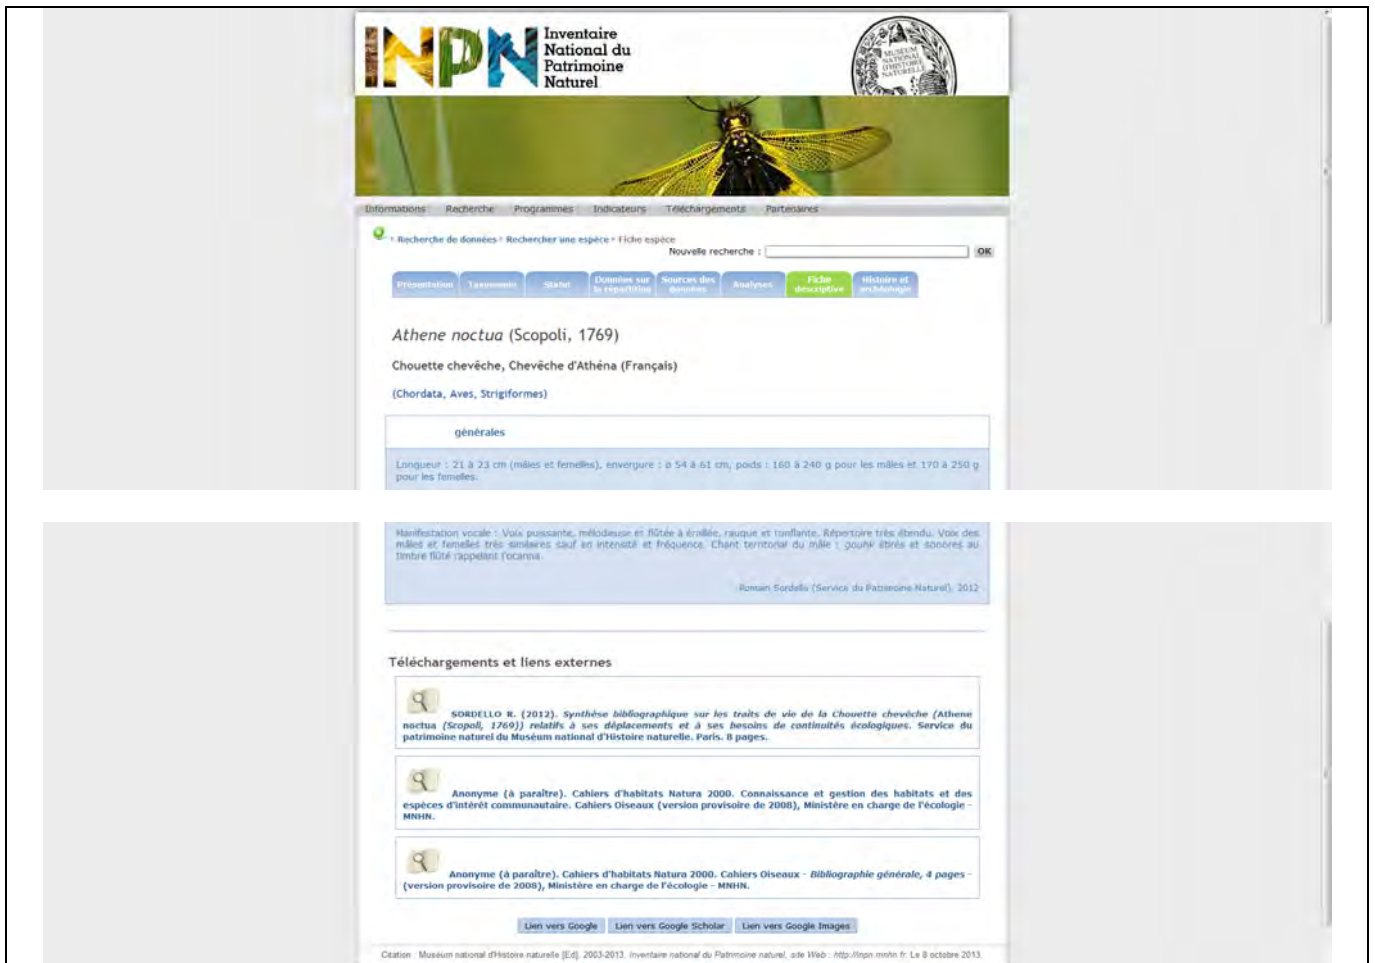 INPN
Inventaire
National du
Patrimoine
Naturel
MUSEUM
NATIONAL
D'HISTOIRE
NATURELLE
Informations Recherche Programmes Indicateurs Téléchargements Partenaires
Recherche de données Rechercher une espèce Fiche espèce
Nouvelle recherche : OK
Présentation Taxonomie Statut Données sur la répartition Sources des données Analyses Fiche descriptive Histoire et archéologie
Athene noctua (Scopoli, 1769)
Chouette chevêche, Chevêche d'Athéna (Français)
(Chordata, Aves, Strigiformes)
générales
Longueur : 21 à 23 cm (mâles et femelles), envergure : ø 54 à 61 cm, poids : 160 à 240 g pour les mâles et 170 à 250 g
pour les femelles.
Manifestation vocale : Voix puissante, mélodieuse et flûtée à éraillée, rauque et ronflante. Répertoire très étendu. Voix des
mâles et femelles très similaires sauf en intensité et fréquence. Chant territorial du mâle : gouhk étirés et sonores au
timbre flûté rappelant l'ocarina.
Romain Sordello (Service du Patrimoine Naturel), 2012
Téléchargements et liens externes
SORDELLO R. (2012). Synthèse bibliographique sur les traits de vie de la Chouette chevêche (Athene
noctua (Scopoli, 1769)) relatifs à ses déplacements et à ses besoins de continuités écologiques. Service du
patrimoine naturel du Muséum national d'Histoire naturelle. Paris. 8 pages.
Anonyme (à paraître). Cahiers d'habitats Natura 2000. Connaissance et gestion des habitats et des
espèces d'intérêt communautaire. Cahiers Oiseaux (version provisoire de 2008), Ministère en charge de l'écologie -
MNHN.
Anonyme (à paraître). Cahiers d'habitats Natura 2000. Cahiers Oiseaux - Bibliographie générale, 4 pages -
(version provisoire de 2008), Ministère en charge de l'écologie - MNHN.
Lien vers Google Lien vers Google Scholar Lien vers Google Images
Citation : Muséum national d'Histoire naturelle [Ed]. 2003-2013. Inventaire national du Patrimoine naturel, site Web : http://inpn.mnhn.fr. Le 8 octobre 2013.